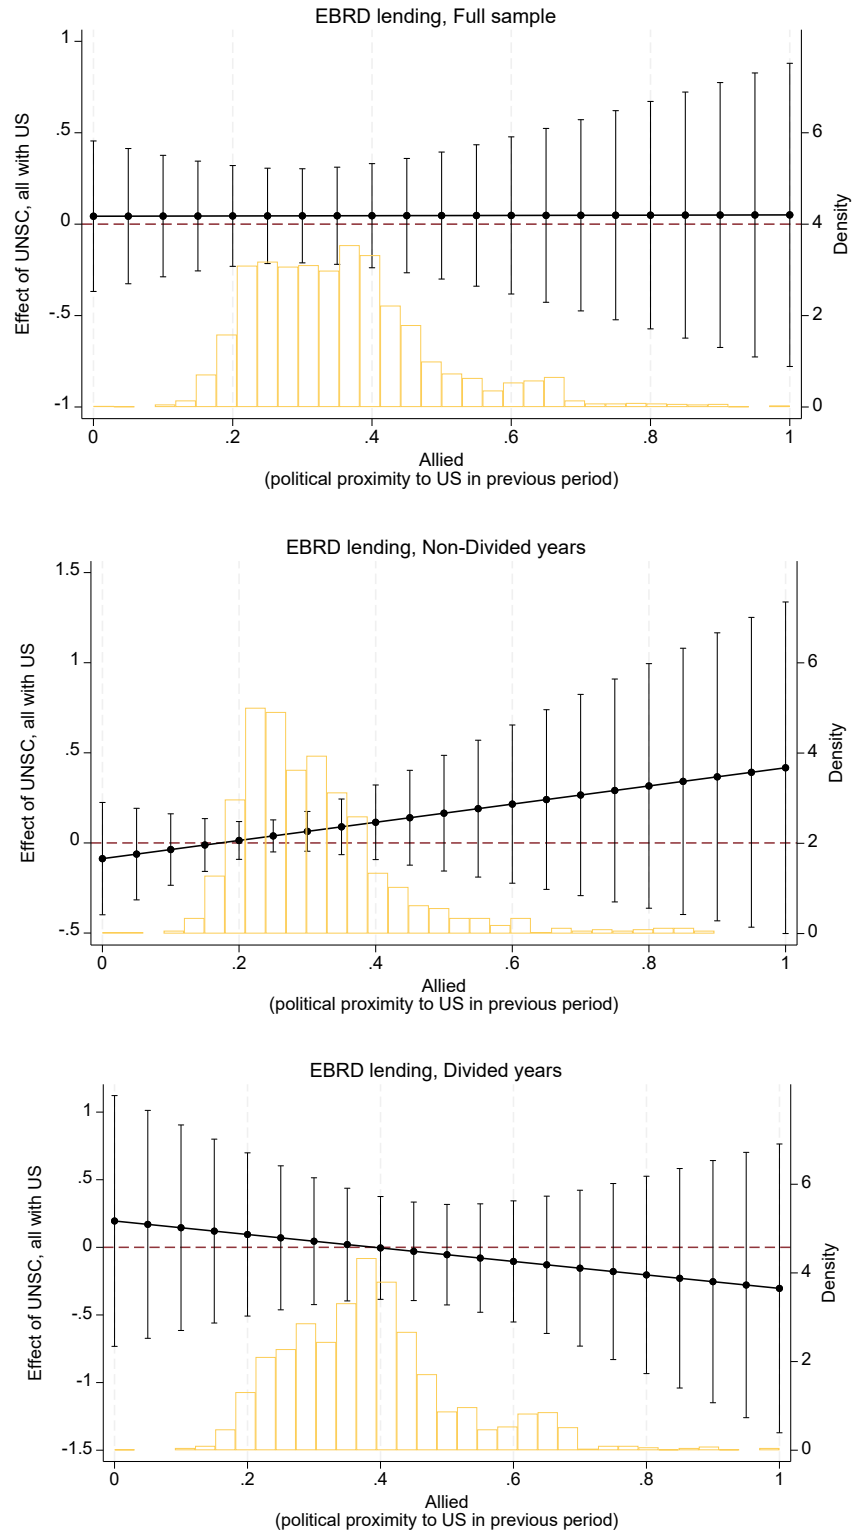 EBRD lending, Full sample
1
.5
0
-.5
-1
Effect of UNSC, all with US
6
4
2
0
Density
0 .2 .4 .6 .8 1
Allied
(political proximity to US in previous period)
EBRD lending, Non-Divided years
1.5
1
.5
0
-.5
Effect of UNSC, all with US
6
4
2
0
Density
0 .2 .4 .6 .8 1
Allied
(political proximity to US in previous period)
EBRD lending, Divided years
1
.5
0
-.5
-1
-1.5
Effect of UNSC, all with US
6
4
2
0
Density
0 .2 .4 .6 .8 1
Allied
(political proximity to US in previous period)